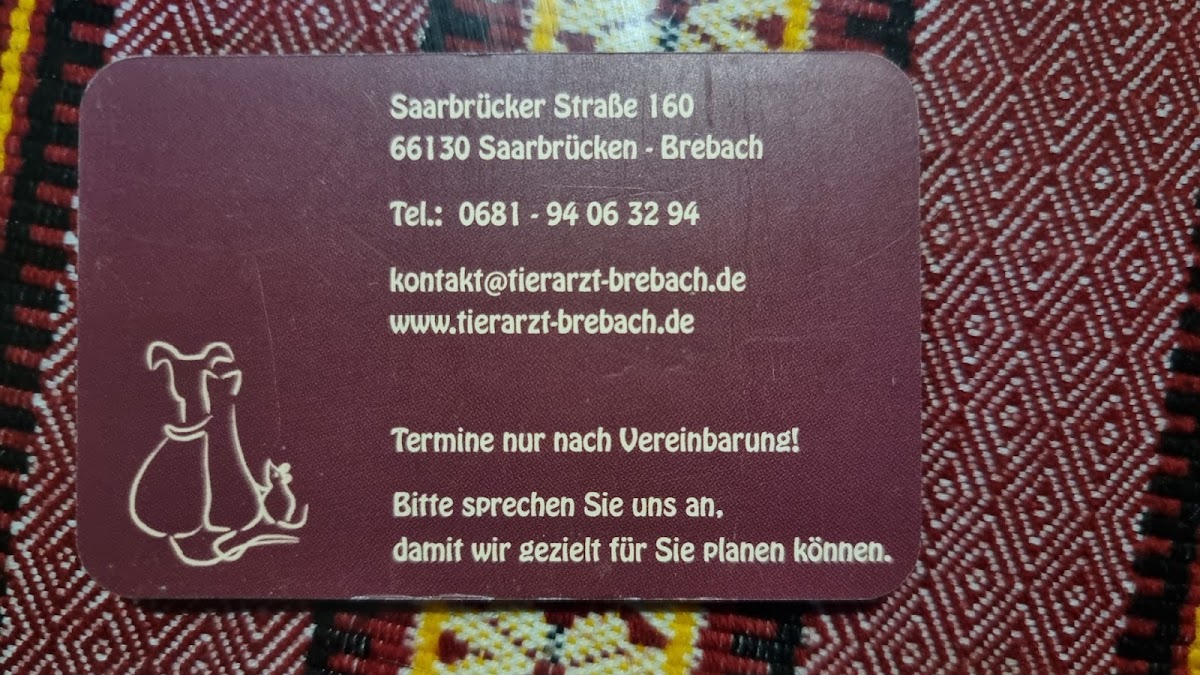 Saarbrücker Straße 160
66130 Saarbrücken - Brebach
Tel.: 0681 - 94 06 32 94
kontakt@tierarzt-brebach.de
www.tierarzt-brebach.de
Termine nur nach Vereinbarung!
Bitte sprechen Sie uns an,
damit wir gezielt für Sie planen können.